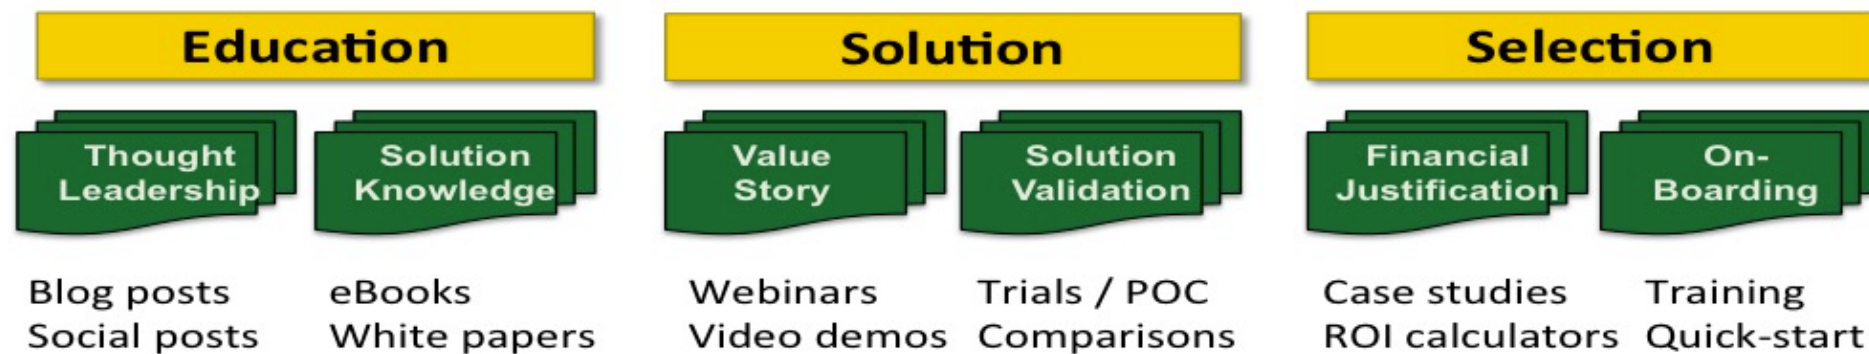 Education
Thought
Leadership
Solution
Knowledge
Blog posts
Social posts
eBooks
White papers
Solution
Value
Story
Solution
Validation
Webinars
Video demos
Trials / POC
Comparisons
Selection
Financial
Justification
On-
Boarding
Case studies
ROI calculators
Training
Quick-start